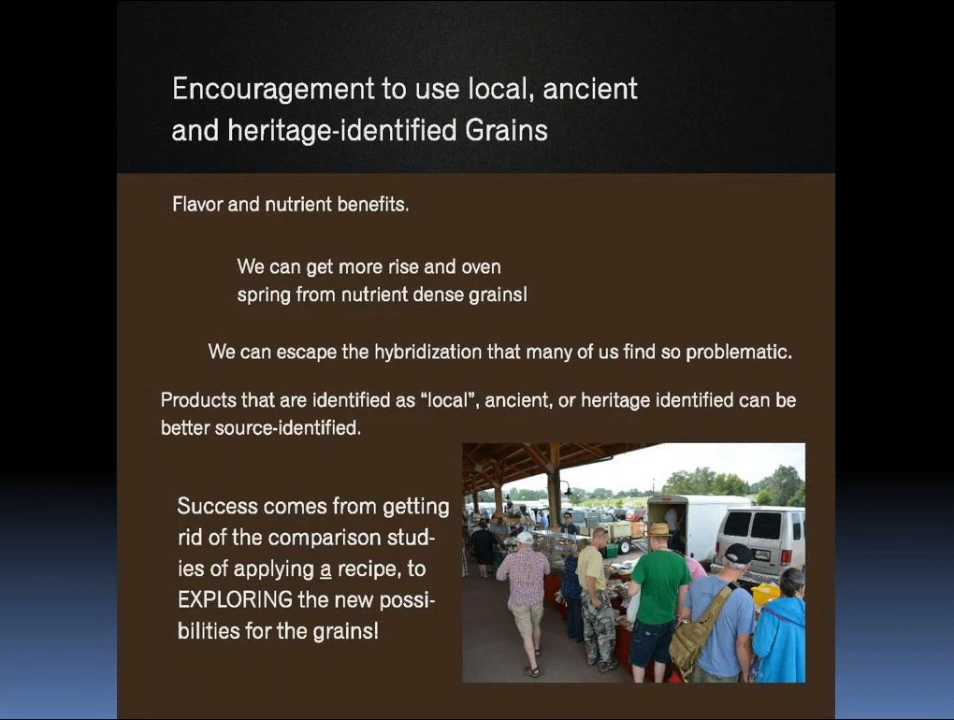 Encouragement to use local, ancient
and heritage-identified Grains
Flavor and nutrient benefits.
We can get more rise and oven
spring from nutrient dense grains!
We can escape the hybridization that many of us find so problematic.
Products that are identified as “local”, ancient, or heritage identified can be
better source-identified.
Success comes from getting
rid of the comparison stud-
ies of applying a recipe, to
EXPLORING the new possi-
bilities for the grains!